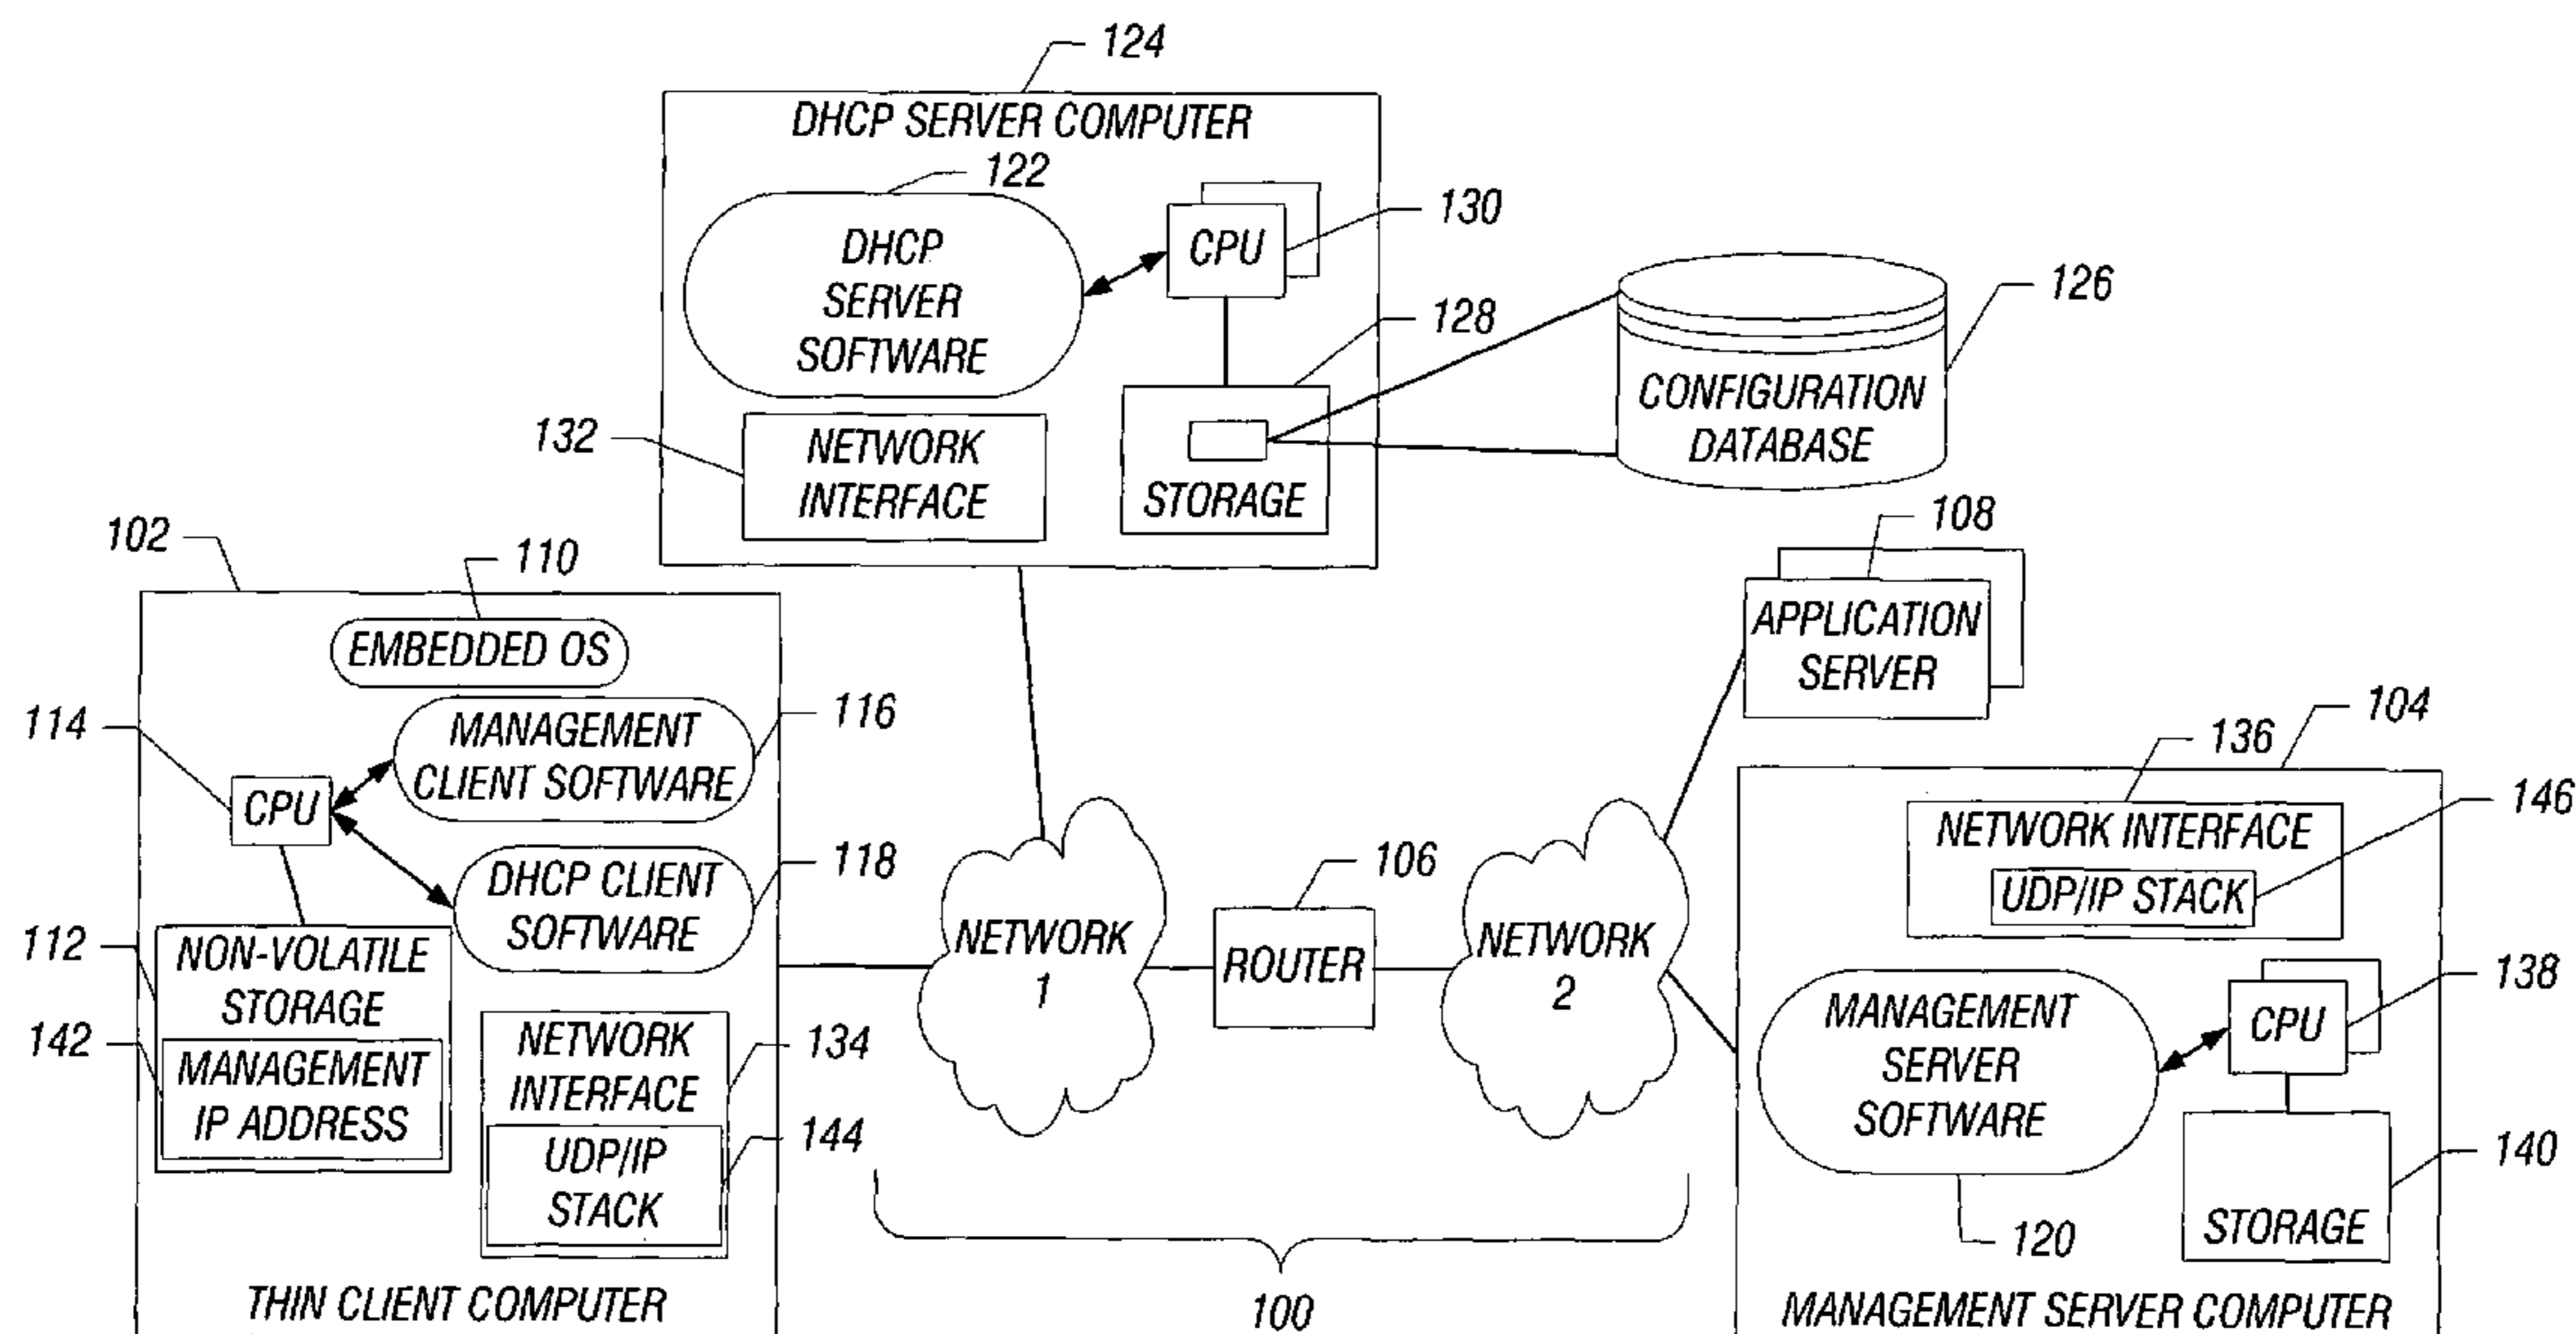 124
DHCP SERVER COMPUTER
122
DHCP
SERVER
SOFTWARE
CPU
130
128
132
NETWORK
INTERFACE
STORAGE
CONFIGURATION
DATABASE
126
108
APPLICATION
SERVER
102
110
EMBEDDED OS
114
CPU
MANAGEMENT
CLIENT SOFTWARE
116
DHCP CLIENT
SOFTWARE
118
112
NON-VOLATILE
STORAGE
142
MANAGEMENT
IP ADDRESS
NETWORK
INTERFACE
134
UDP/IP
STACK
144
THIN CLIENT COMPUTER
NETWORK
1
106
ROUTER
NETWORK
2
100
104
136
NETWORK INTERFACE
UDP/IP STACK
146
MANAGEMENT
SERVER
SOFTWARE
CPU
138
120
STORAGE
140
MANAGEMENT SERVER COMPUTER